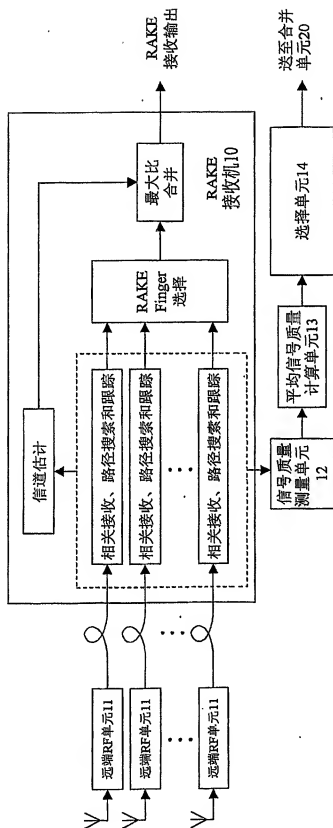 远端RF单元11
远端RF单元11
远端RF单元11
信道估计
相关接收、路径搜索和跟踪
相关接收、路径搜索和跟踪
相关接收、路径搜索和跟踪
RAKE
Finger
选择
最大比
合并
RAKE
接收机10
RAKE
接收输出
信号质量
测量单元
12
平均信号质量
计算单元13
选择单元14
送至合并
单元20